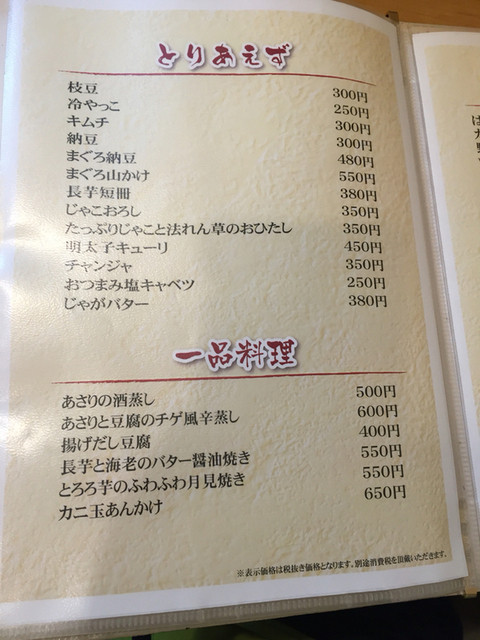 とりあえず
枝豆 300円
冷やっこ 250円
キムチ 300円
納豆 300円
まぐろ納豆 480円
まぐろ山かけ 550円
長芋短冊 380円
じゃこおろし 350円
たっぷりじゃこと法れん草のおひたし 350円
明太子キューリ 450円
チャンジャ 350円
おつまみ塩キャベツ 250円
じゃがバター 380円
一品料理
あさりの酒蒸し 500円
あさりと豆腐のチゲ風辛蒸し 600円
揚げだし豆腐 400円
長芋と海老のバター醤油焼き 550円
とろろ芋のふわふわ月見焼き 550円
カニ玉あんかけ 650円
※表示価格は税抜き価格となります。別途消費税を頂戴いたさます。